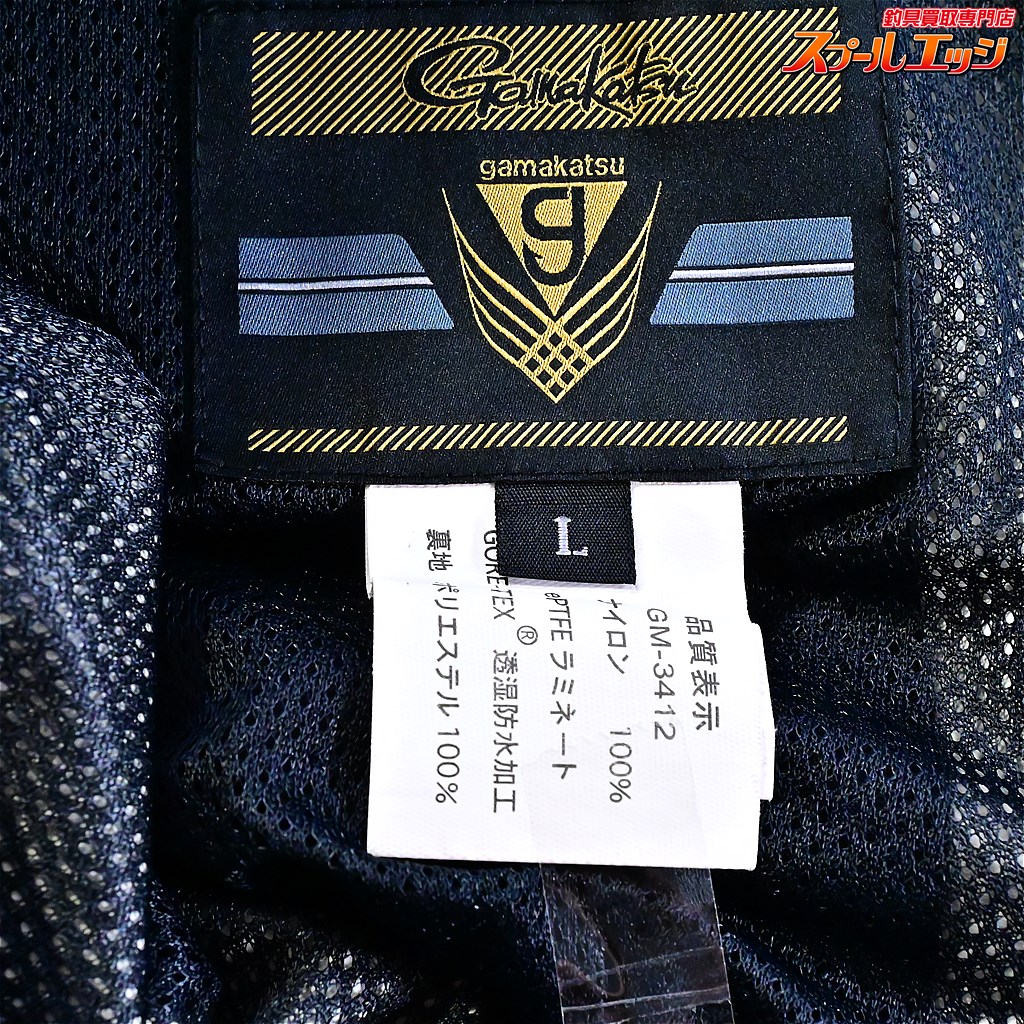 釣具買取専門店
スプールエッジ
Gamakatsu
gamakatsu
g
L
品質表示
GM-3412
ナイロン 100%
ePTFE ラミネート
GORE-TEX® 透湿防水加工
裏地 ポリエステル 100%